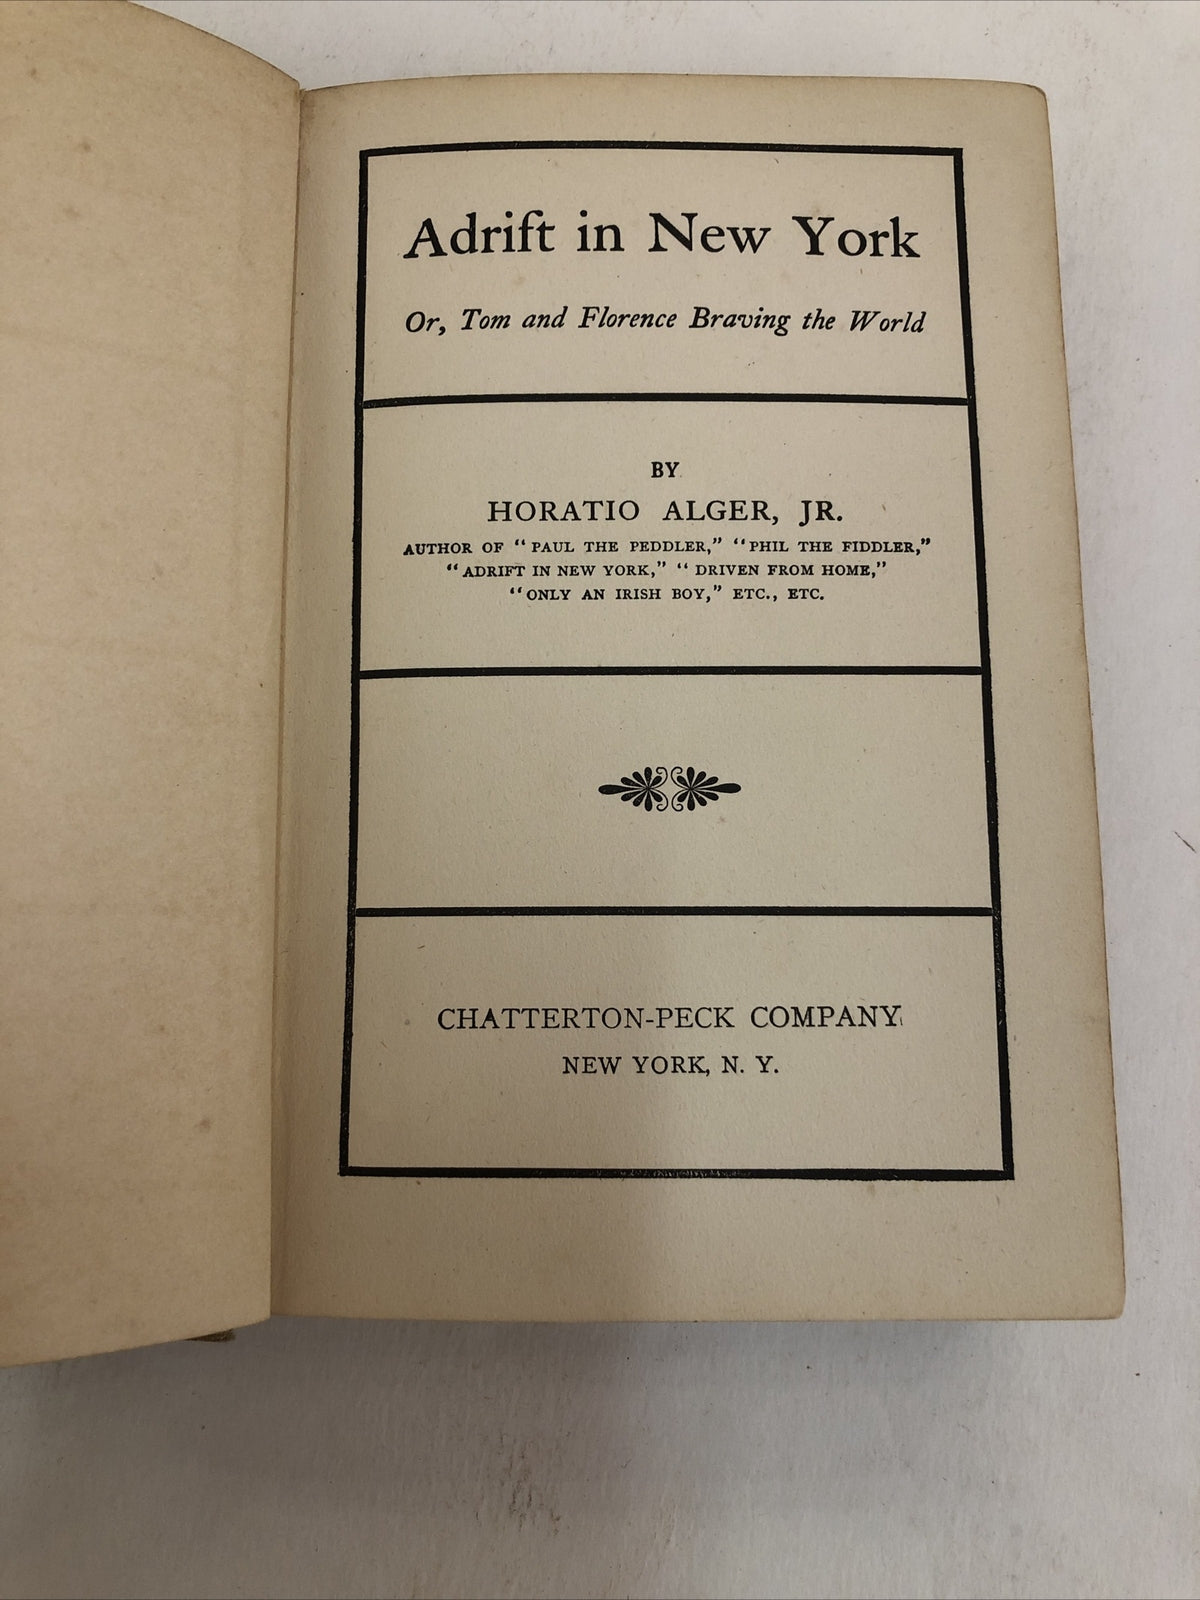 Adrift in New York
Or, Tom and Florence Braving the World
BY
HORATIO ALGER, JR.
AUTHOR OF “PAUL THE PEDDLER,” “PHIL THE FIDDLER,”
“ADRIFT IN NEW YORK,” “DRIVEN FROM HOME,”
“ONLY AN IRISH BOY,” ETC., ETC.
CHATTERTON-PECK COMPANY
NEW YORK, N. Y.